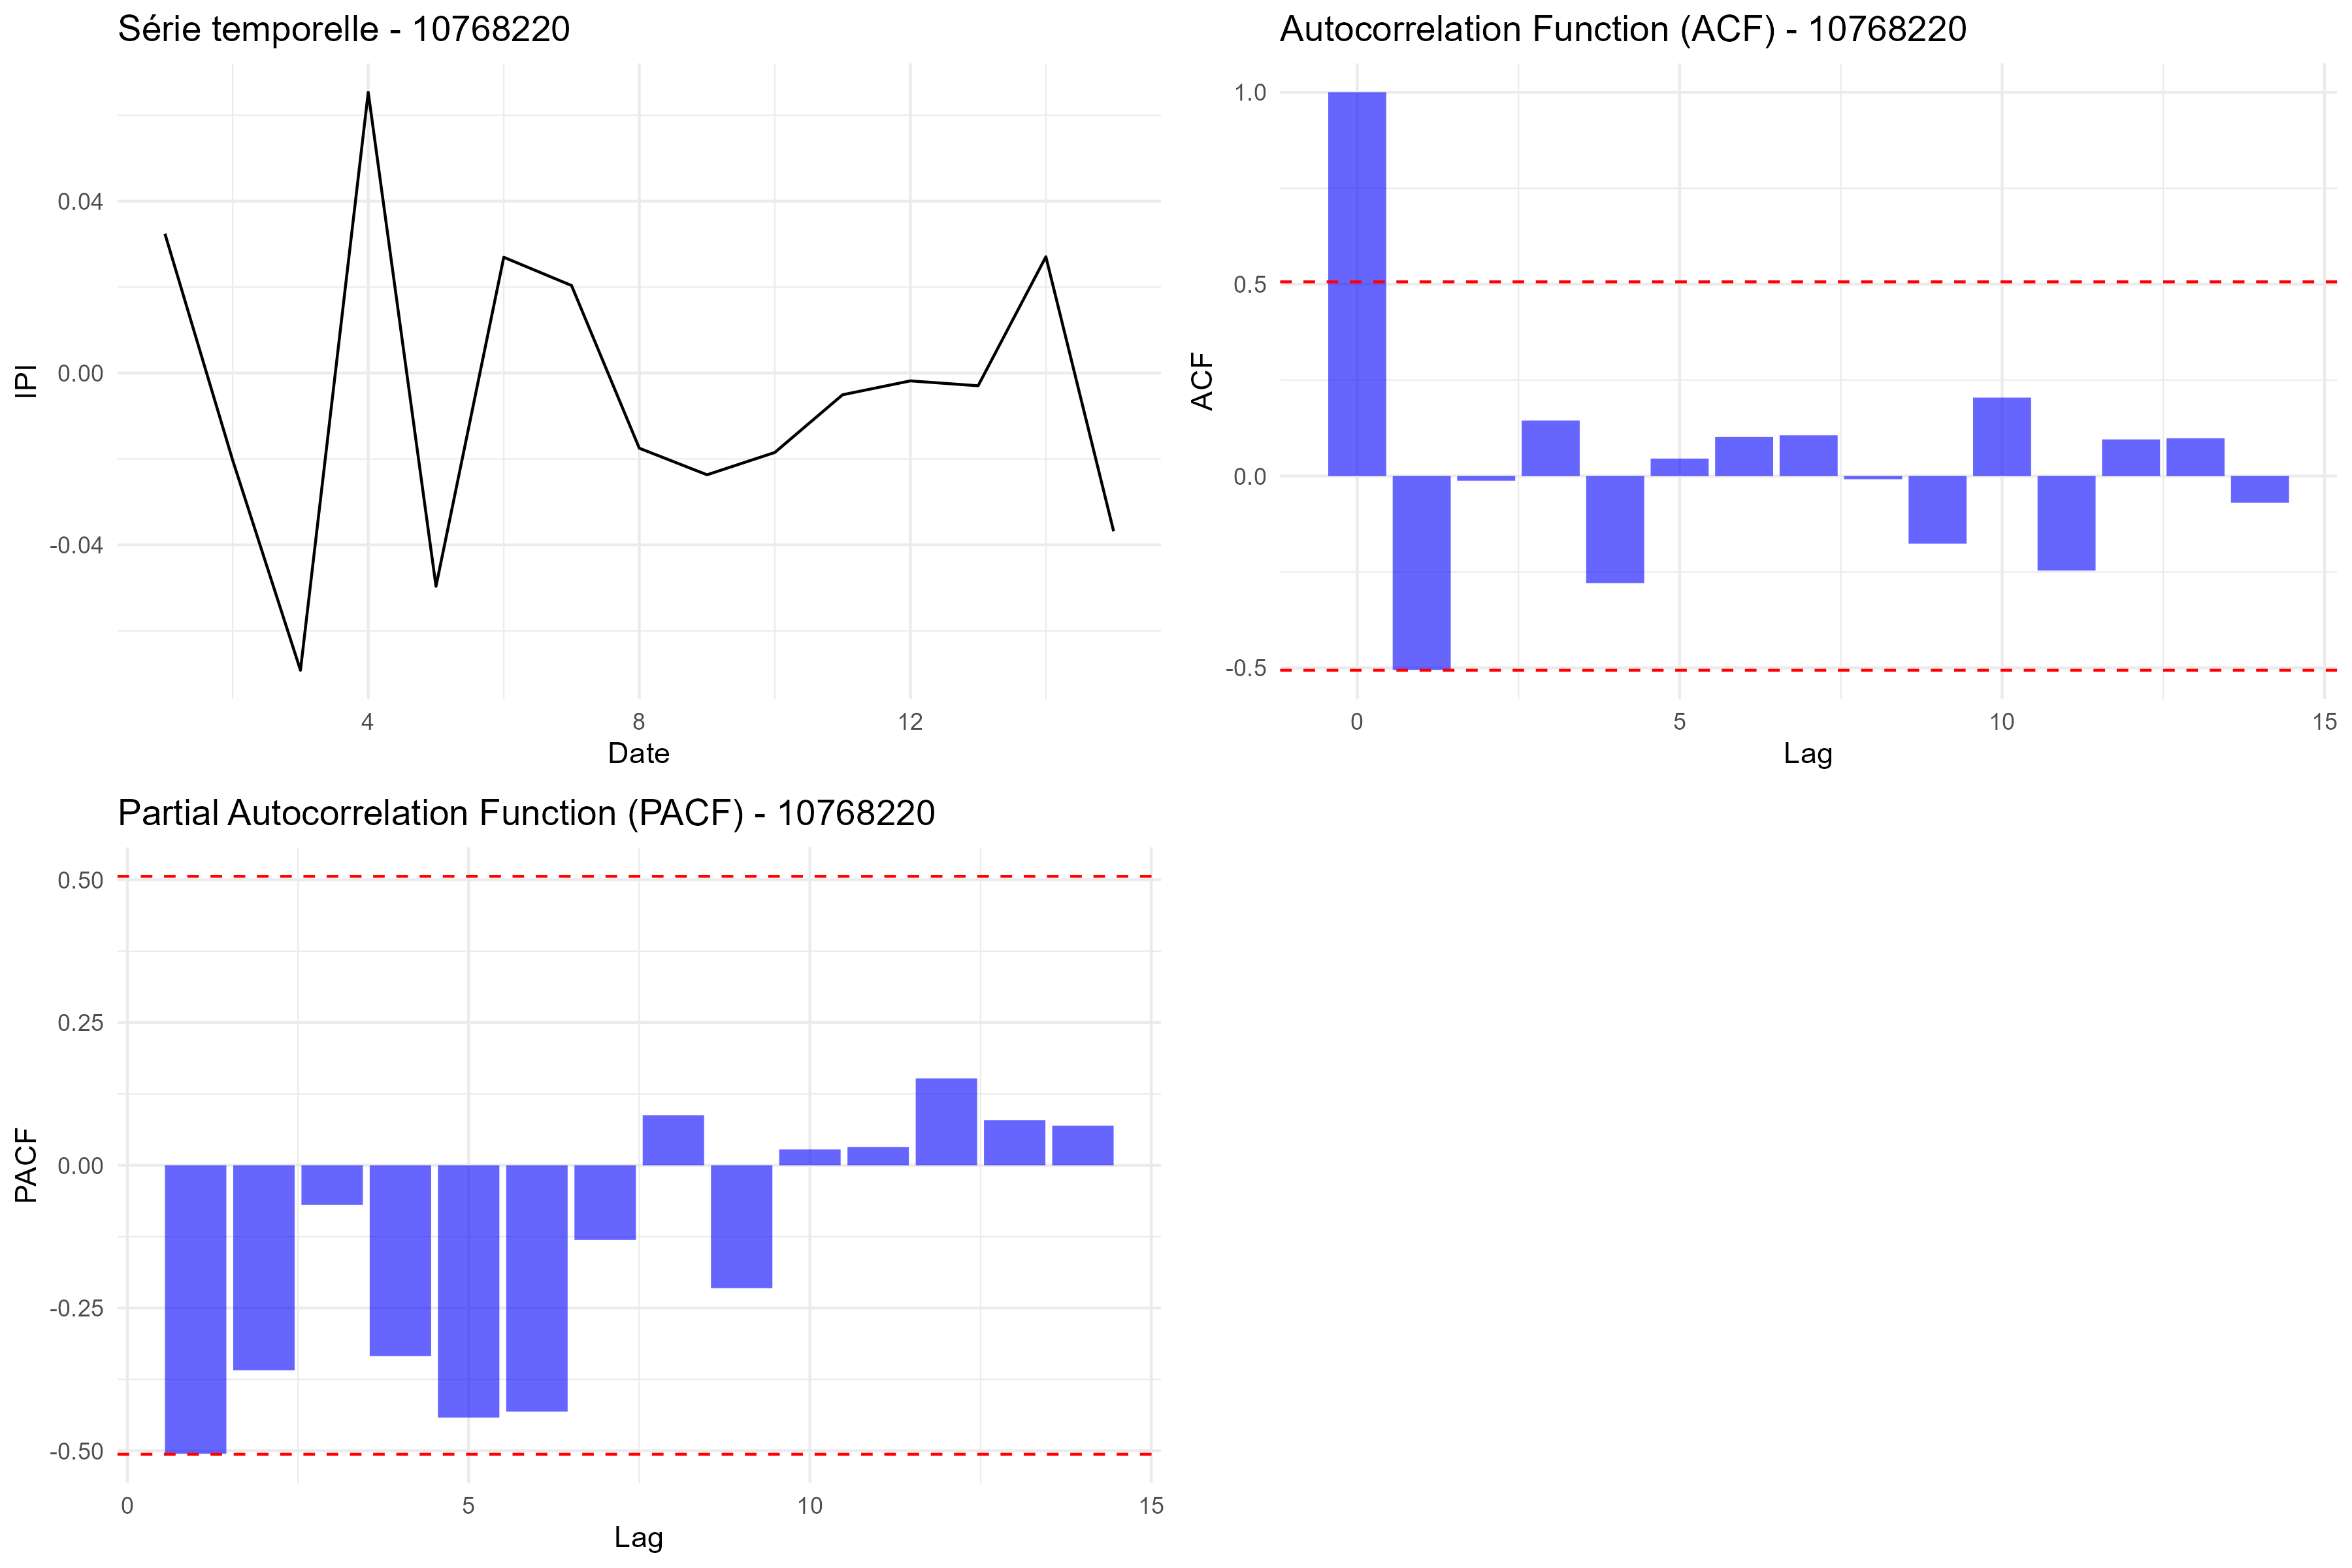 Série temporelle - 10768220
IPI
0.04
0.00
-0.04
4 8 12
Date
Autocorrelation Function (ACF) - 10768220
ACF
1.0
0.5
0.0
-0.5
0 5 10 15
Lag
Partial Autocorrelation Function (PACF) - 10768220
PACF
0.50
0.25
0.00
-0.25
-0.50
0 5 10 15
Lag